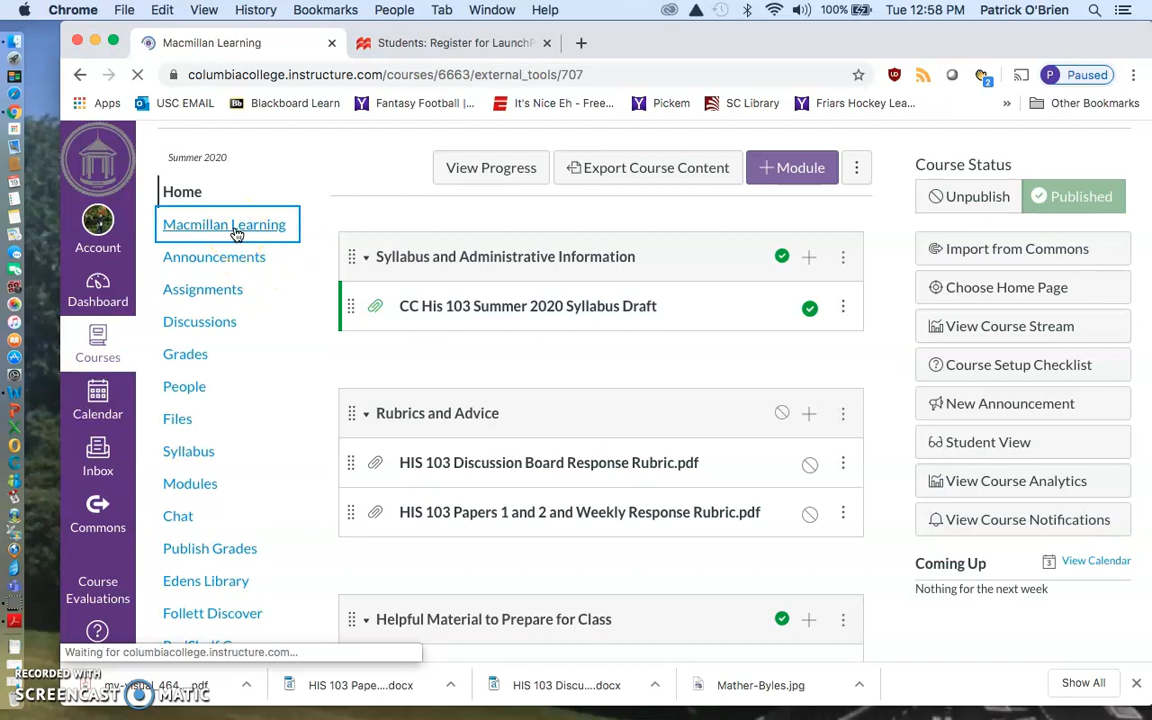 Chrome File Edit View History Bookmarks People Tab Window Help 100% Tue 12:58 PM Patrick O'Brien
Macmillan Learning Students: Register for Launch
columbiacollege.instructure.com/courses/6663/external_tools/707 2 P Paused
Apps USC EMAIL Bb Blackboard Learn Fantasy Football |... It's Nice Eh - Free... Pickem SC Library Friars Hockey Lea... » Other Bookmarks
Summer 2020
View Progress Export Course Content + Module
Course Status
Unpublish Published
Home
Macmillan Learning
Announcements
Assignments
Discussions
Grades
People
Files
Syllabus
Modules
Chat
Publish Grades
Edens Library
Follett Discover
Account
Dashboard
Courses
Calendar
Inbox
Commons
Course
Evaluations
Syllabus and Administrative Information
CC His 103 Summer 2020 Syllabus Draft
Rubrics and Advice
HIS 103 Discussion Board Response Rubric.pdf
HIS 103 Papers 1 and 2 and Weekly Response Rubric.pdf
Helpful Material to Prepare for Class
Import from Commons
Choose Home Page
View Course Stream
Course Setup Checklist
New Announcement
Student View
View Course Analytics
View Course Notifications
Coming Up View Calendar
Nothing for the next week
Waiting for columbiacollege.instructure.com...
HIS 103 Pape....docx HIS 103 Discu....docx Mather-Byles.jpg Show All
RECORDED WITH
SCREENCAST MATIC